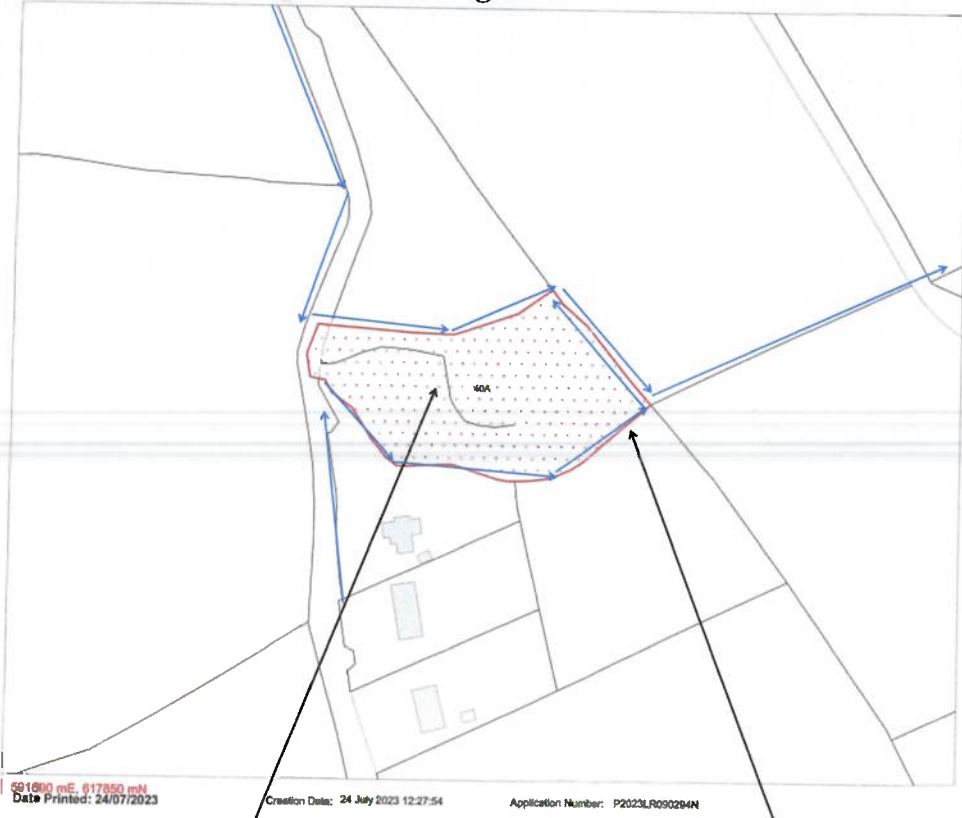 40A
mE, 617850 mN
Date Printed: 24/07/2023
Creation Date: 24 July 2023 12:27:54
Application Number: P2023LR090294N